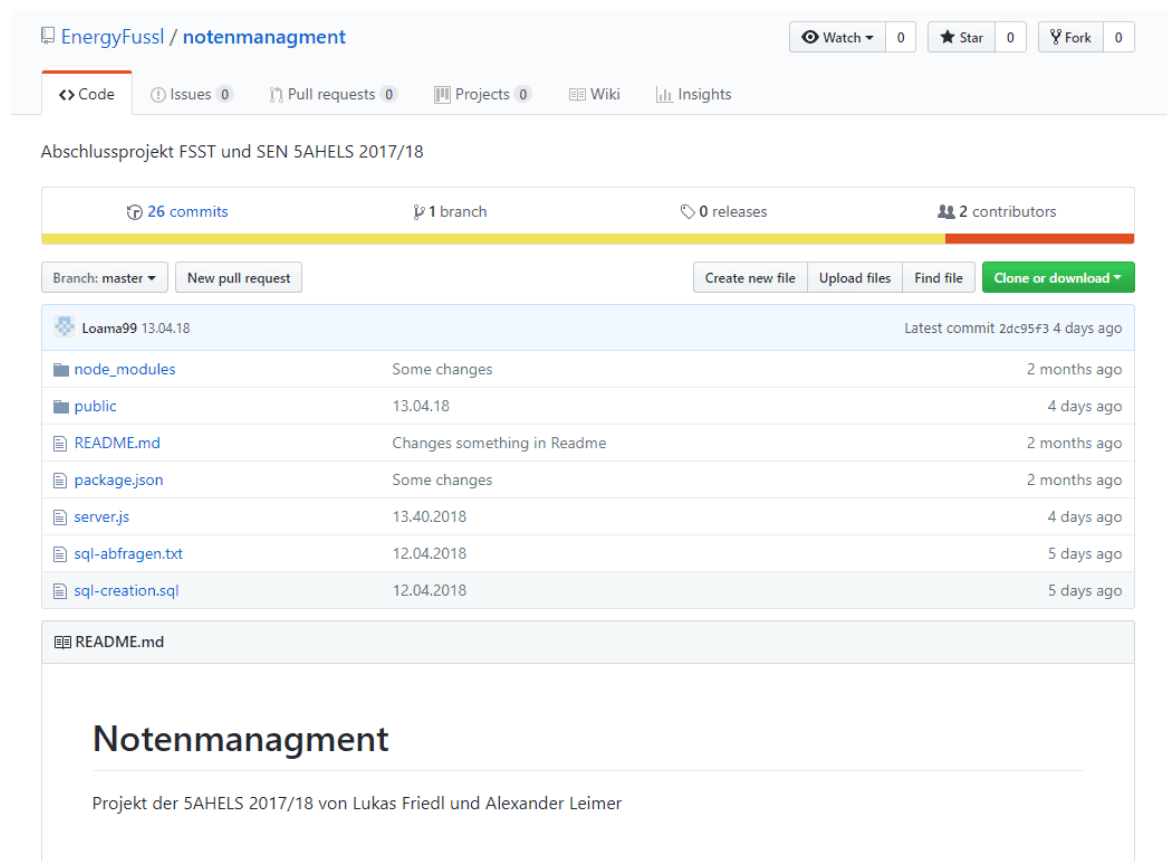 EnergyFussl / notenmanagment Watch 0 Star 0 Fork 0
Code Issues 0 Pull requests 0 Projects 0 Wiki Insights
Abschlussprojekt FSST und SEN 5AHELS 2017/18
26 commits 1 branch 0 releases 2 contributors
Branch: master New pull request Create new file Upload files Find file Clone or download
Loama99 13.04.18 Latest commit 2dc95f3 4 days ago
node_modules Some changes 2 months ago
public 13.04.18 4 days ago
README.md Changes something in Readme 2 months ago
package.json Some changes 2 months ago
server.js 13.40.2018 4 days ago
sql-abfragen.txt 12.04.2018 5 days ago
sql-creation.sql 12.04.2018 5 days ago
README.md
Notenmanagment
Projekt der 5AHELS 2017/18 von Lukas Friedl und Alexander Leimer